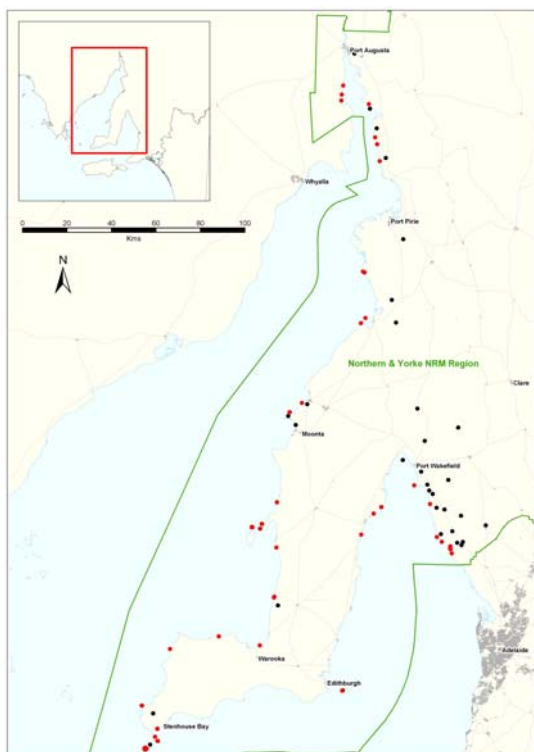 Port Augusta
Whyalla
Port Pirie
0 20 40 60 80 100
Kms
N
Northern & Yorke NRM Region
Clare
Moonta
Port Wakefield
Adelaide
Warooka
Edithburgh
Stenhouse Bay